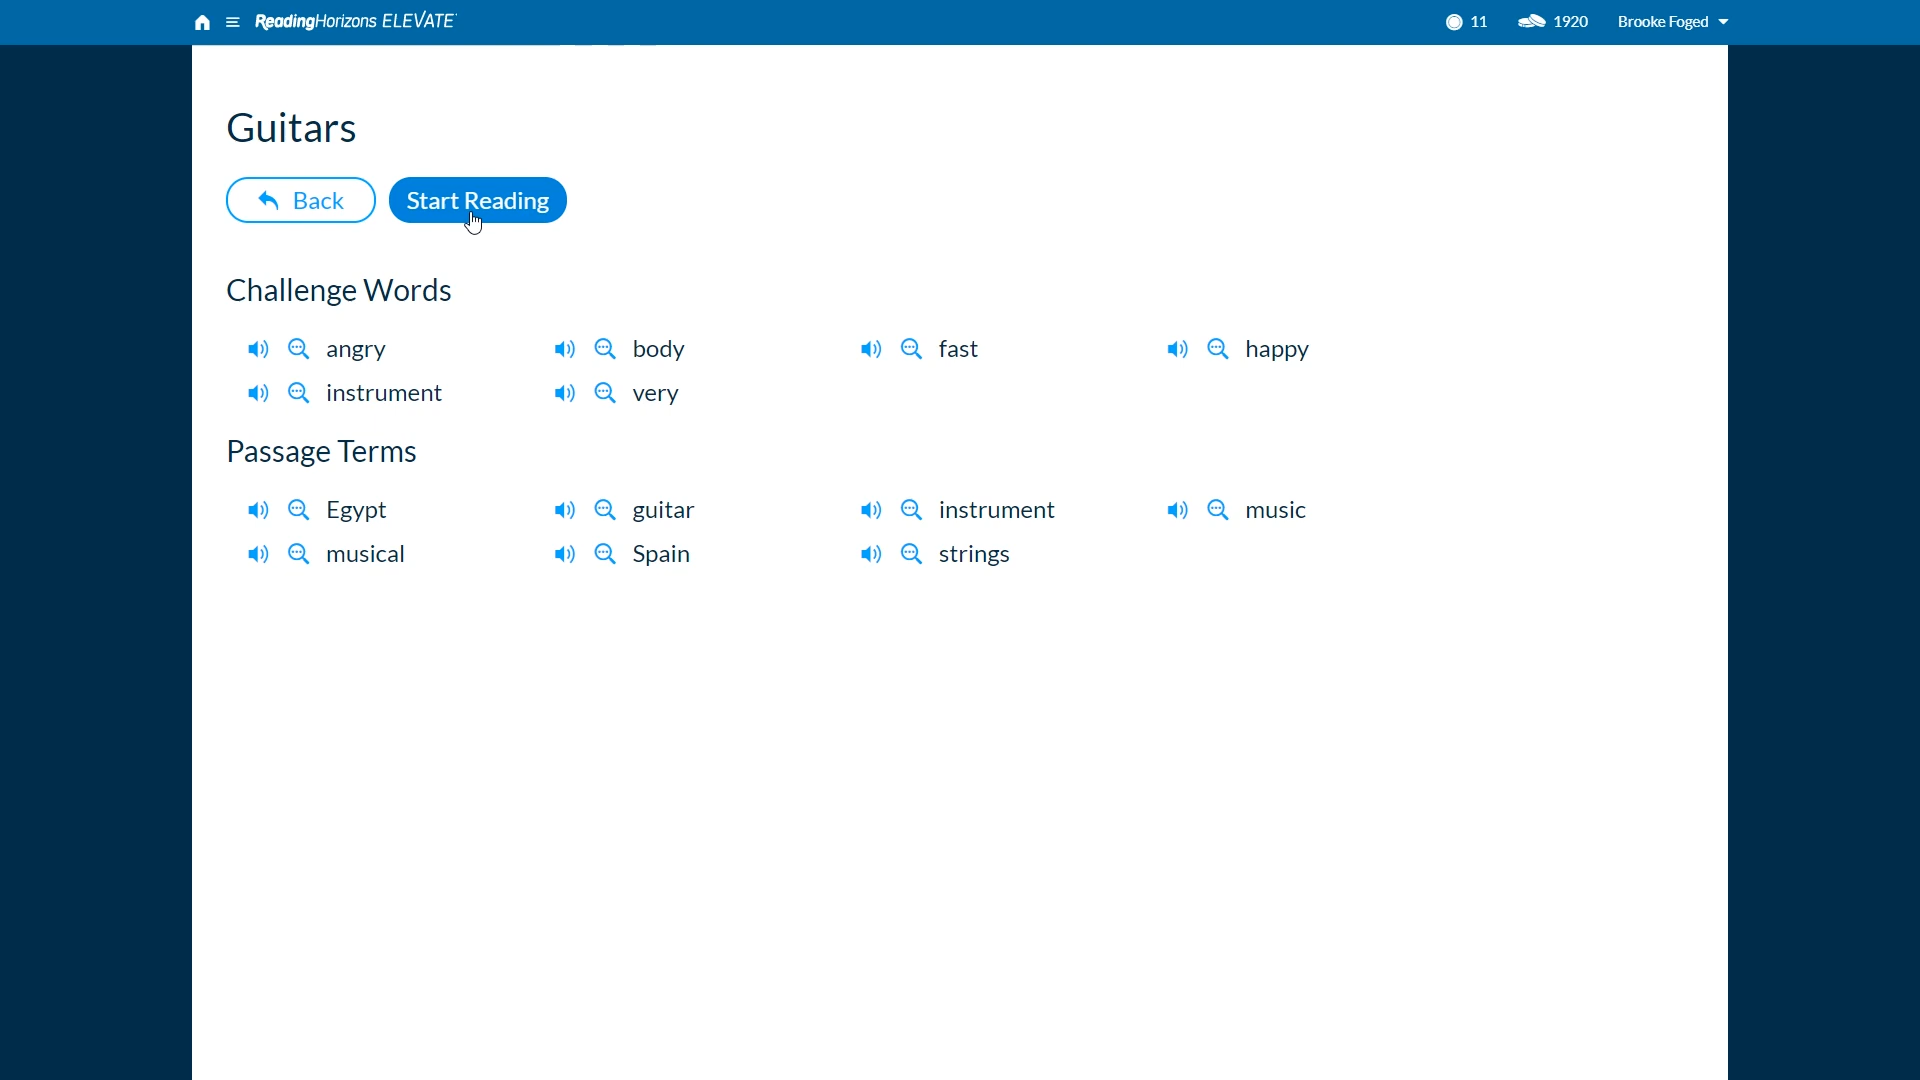 ReadingHorizons ELEVATE
11
1920
Brooke Foged
Guitars
Back
Start Reading
Challenge Words
angry
body
fast
happy
instrument
very
Passage Terms
Egypt
guitar
instrument
music
musical
Spain
strings